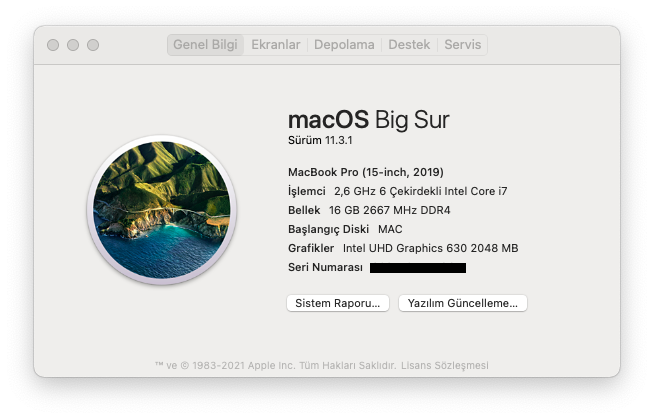 Genel Bilgi Ekranlar Depolama Destek Servis
macOS Big Sur
Sürüm 11.3.1
MacBook Pro (15-inch, 2019)
İşlemci 2,6 GHz 6 Çekirdekli Intel Core i7
Bellek 16 GB 2667 MHz DDR4
Başlangıç Diski MAC
Grafikler Intel UHD Graphics 630 2048 MB
Seri Numarası
Sistem Raporu... Yazılım Güncelleme...
™ ve © 1983-2021 Apple Inc. Tüm Hakları Saklıdır. Lisans Sözleşmesi